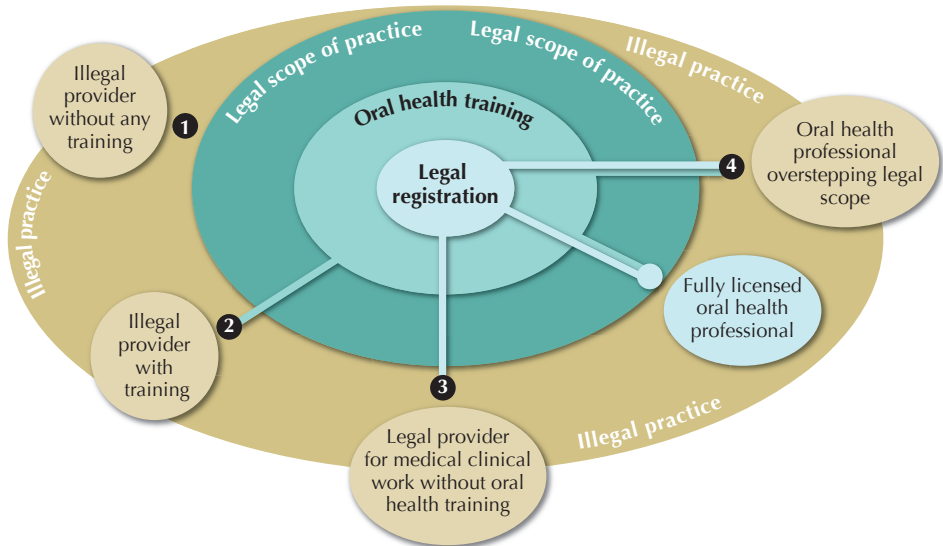 Legal scope of practice
Legal scope of practice
Illegal practice
Illegal
provider
without any
training
1
Oral health training
Legal
registration
4
Oral health
professional
overstepping legal
scope
Illegal practice
Fully licensed
oral health
professional
2
Illegal
provider
with
training
3
Illegal practice
Legal provider
for medical clinical
work without oral
health training